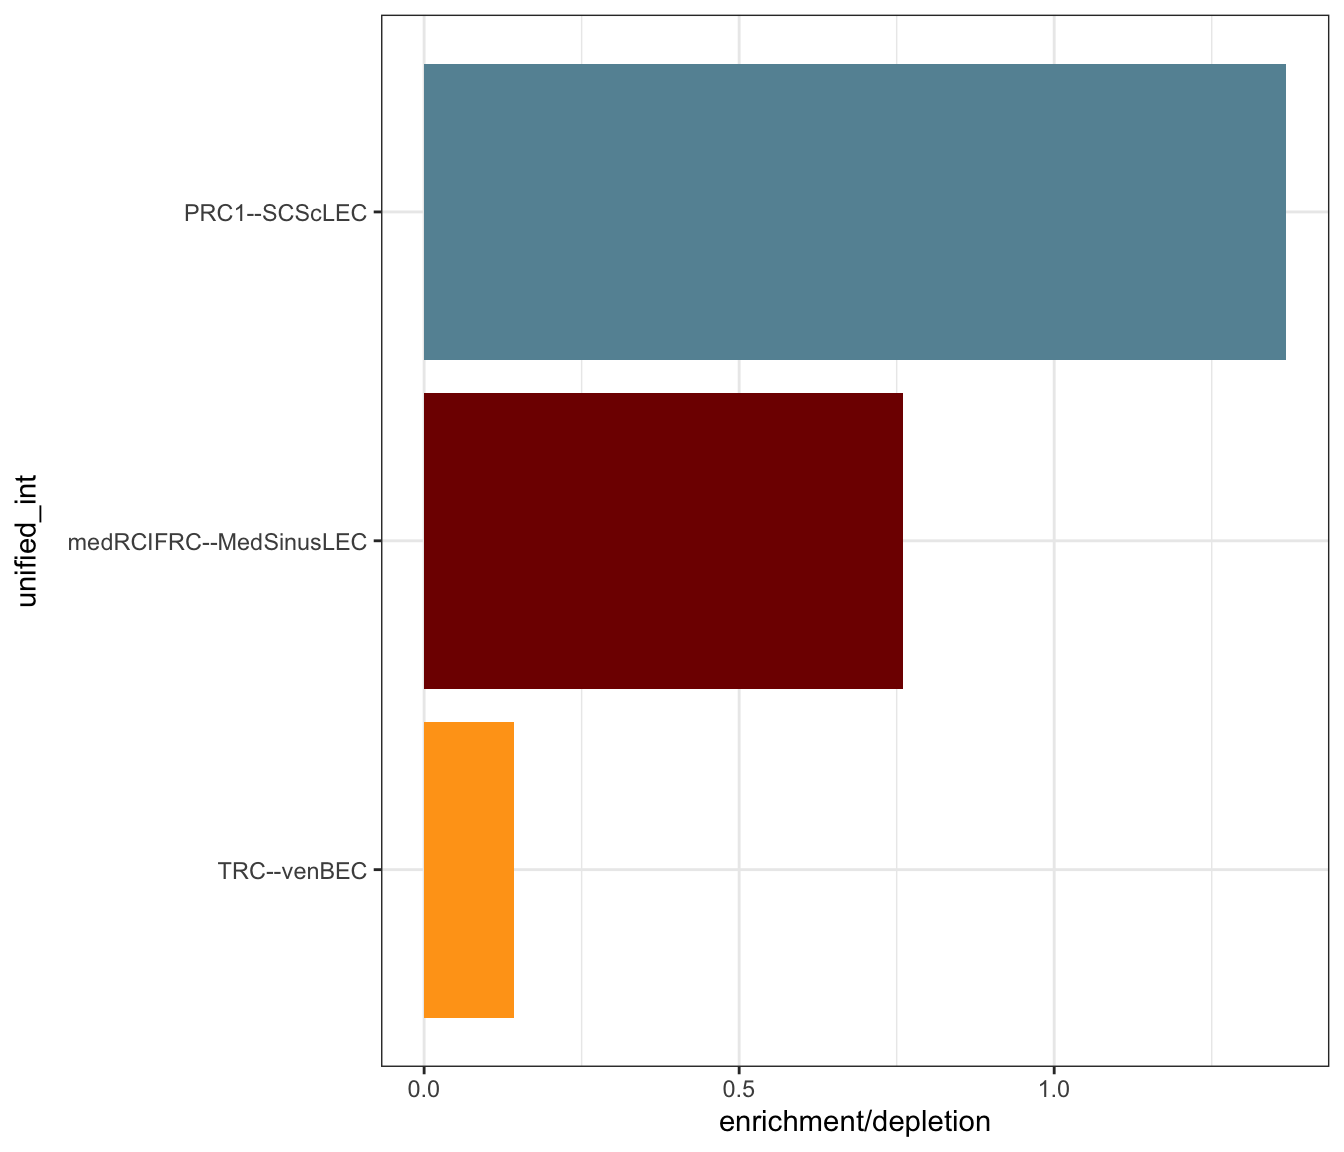 PRC1--SCScLEC
medRCIFRC--MedSinusLEC
TRC--venBEC
unified_int
0.0
0.5
1.0
enrichment/depletion